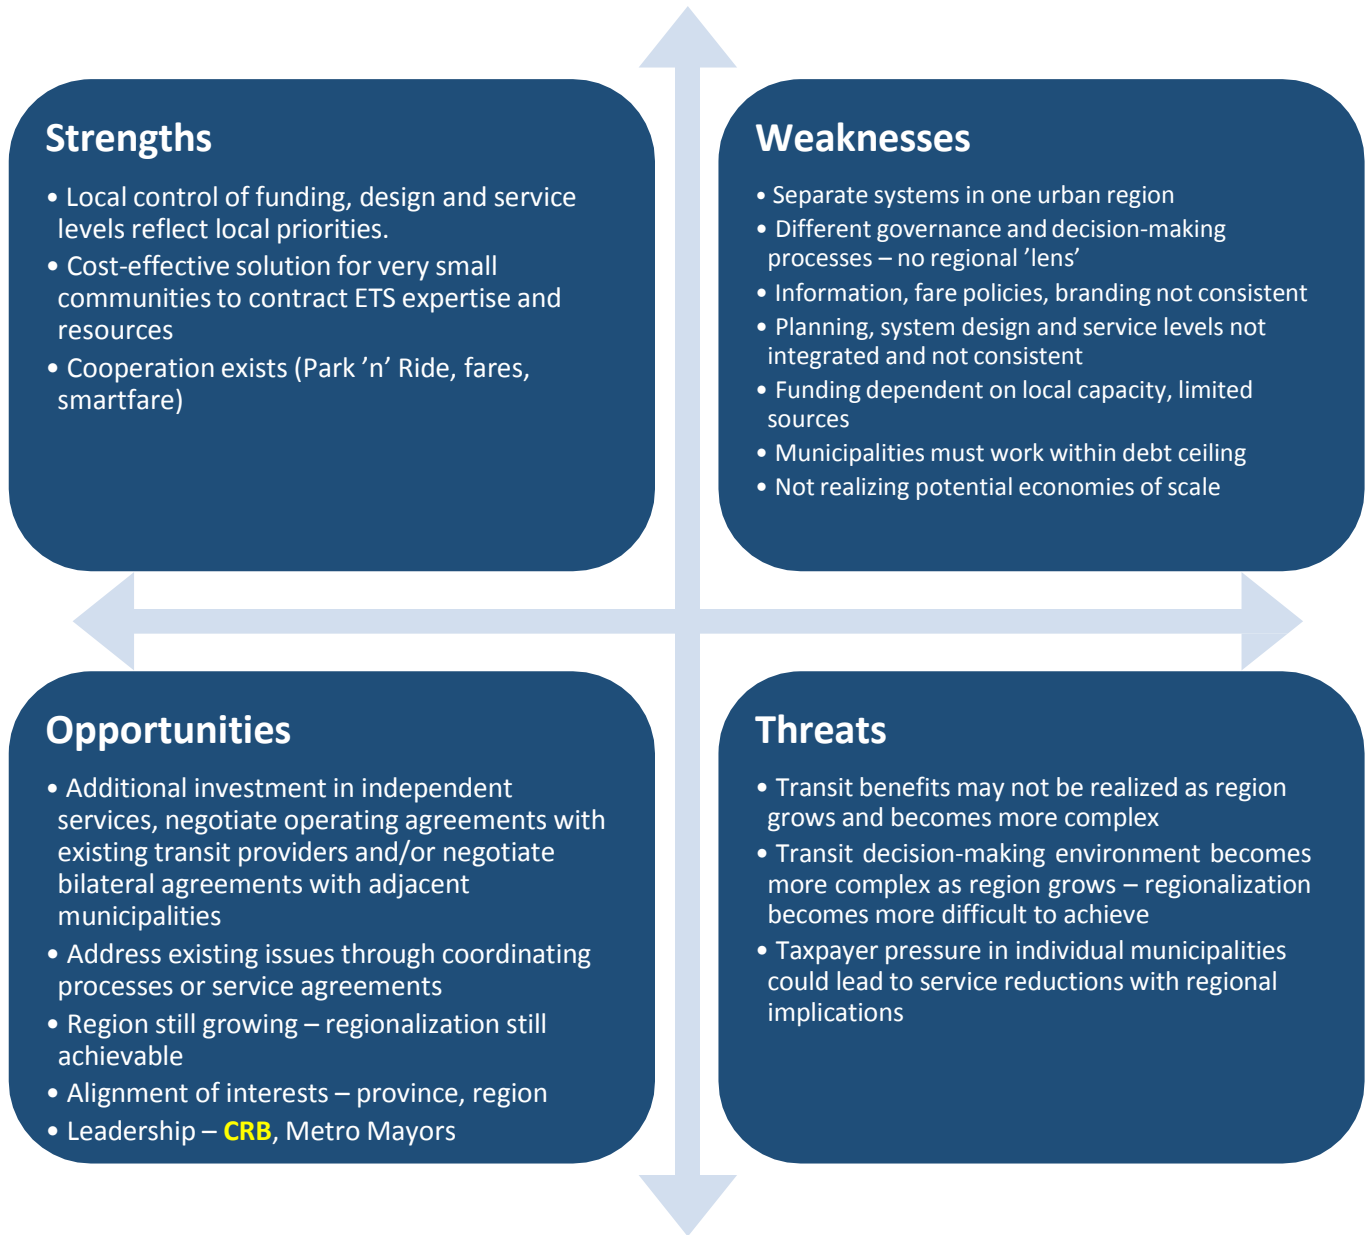 Strengths
• Local control of funding, design and service
levels reflect local priorities.
• Cost-effective solution for very small
communities to contract ETS expertise and
resources
• Cooperation exists (Park ’n’ Ride, fares,
smartfare)
Weaknesses
• Separate systems in one urban region
• Different governance and decision-making
processes – no regional ’lens’
• Information, fare policies, branding not consistent
• Planning, system design and service levels not
integrated and not consistent
• Funding dependent on local capacity, limited
sources
• Municipalities must work within debt ceiling
• Not realizing potential economies of scale
Opportunities
• Additional investment in independent
services, negotiate operating agreements with
existing transit providers and/or negotiate
bilateral agreements with adjacent
municipalities
• Address existing issues through coordinating
processes or service agreements
• Region still growing – regionalization still
achievable
• Alignment of interests – province, region
• Leadership – CRB, Metro Mayors
Threats
• Transit benefits may not be realized as region
grows and becomes more complex
• Transit decision-making environment becomes
more complex as region grows – regionalization
becomes more difficult to achieve
• Taxpayer pressure in individual municipalities
could lead to service reductions with regional
implications